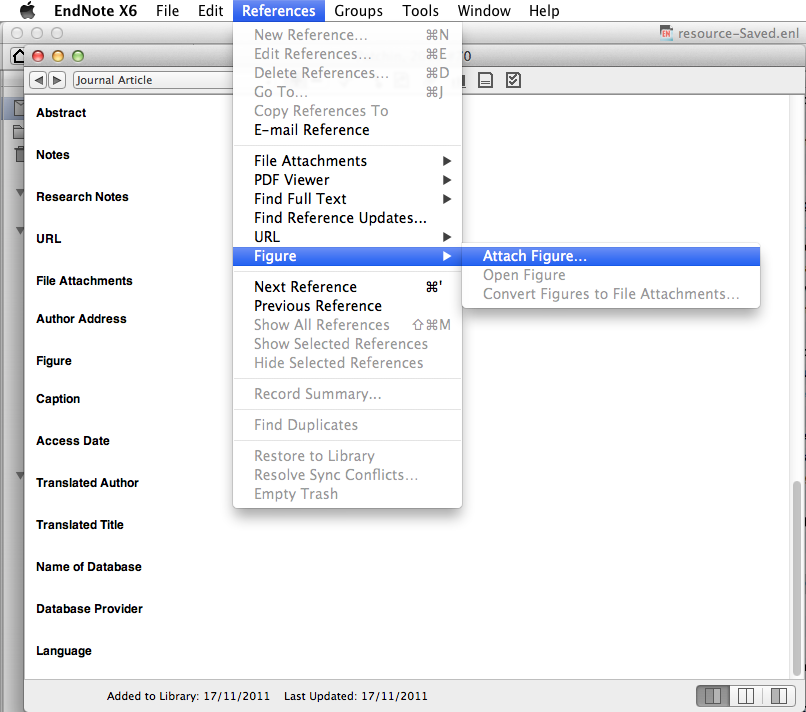 EndNote X6 File Edit References Groups Tools Window Help
resource-Saved.enl
Journal Article
New Reference... ⌘N
Edit References... ⌘E
Delete References... ⌘D
Go To... ⌘J
Copy References To
E-mail Reference
File Attachments
PDF Viewer
Find Full Text
Find Reference Updates...
URL
Figure
Attach Figure...
Open Figure
Convert Figures to File Attachments...
Next Reference ⌘'
Previous Reference
Show All References ⇧⌘M
Show Selected References
Hide Selected References
Record Summary...
Find Duplicates
Restore to Library
Resolve Sync Conflicts...
Empty Trash
Abstract
Notes
Research Notes
URL
File Attachments
Author Address
Figure
Caption
Access Date
Translated Author
Translated Title
Name of Database
Database Provider
Language
Added to Library: 17/11/2011 Last Updated: 17/11/2011